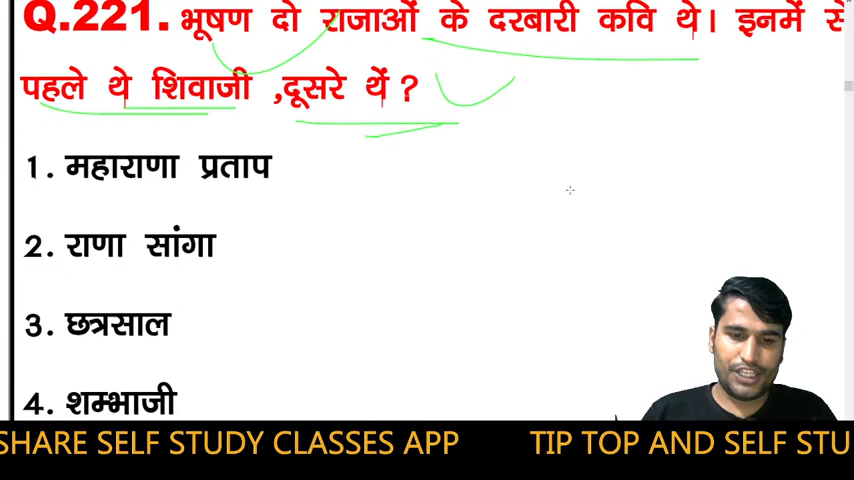 Q.221. भूषण दो राजाओं के दरबारी कवि थे। इनमें से
पहले थे शिवाजी ,दूसरे थें ?
1. महाराणा प्रताप
2. राणा सांगा
3. छत्रसाल
4. शम्भाजी
SHARE SELF STUDY CLASSES APP TIP TOP AND SELF STU